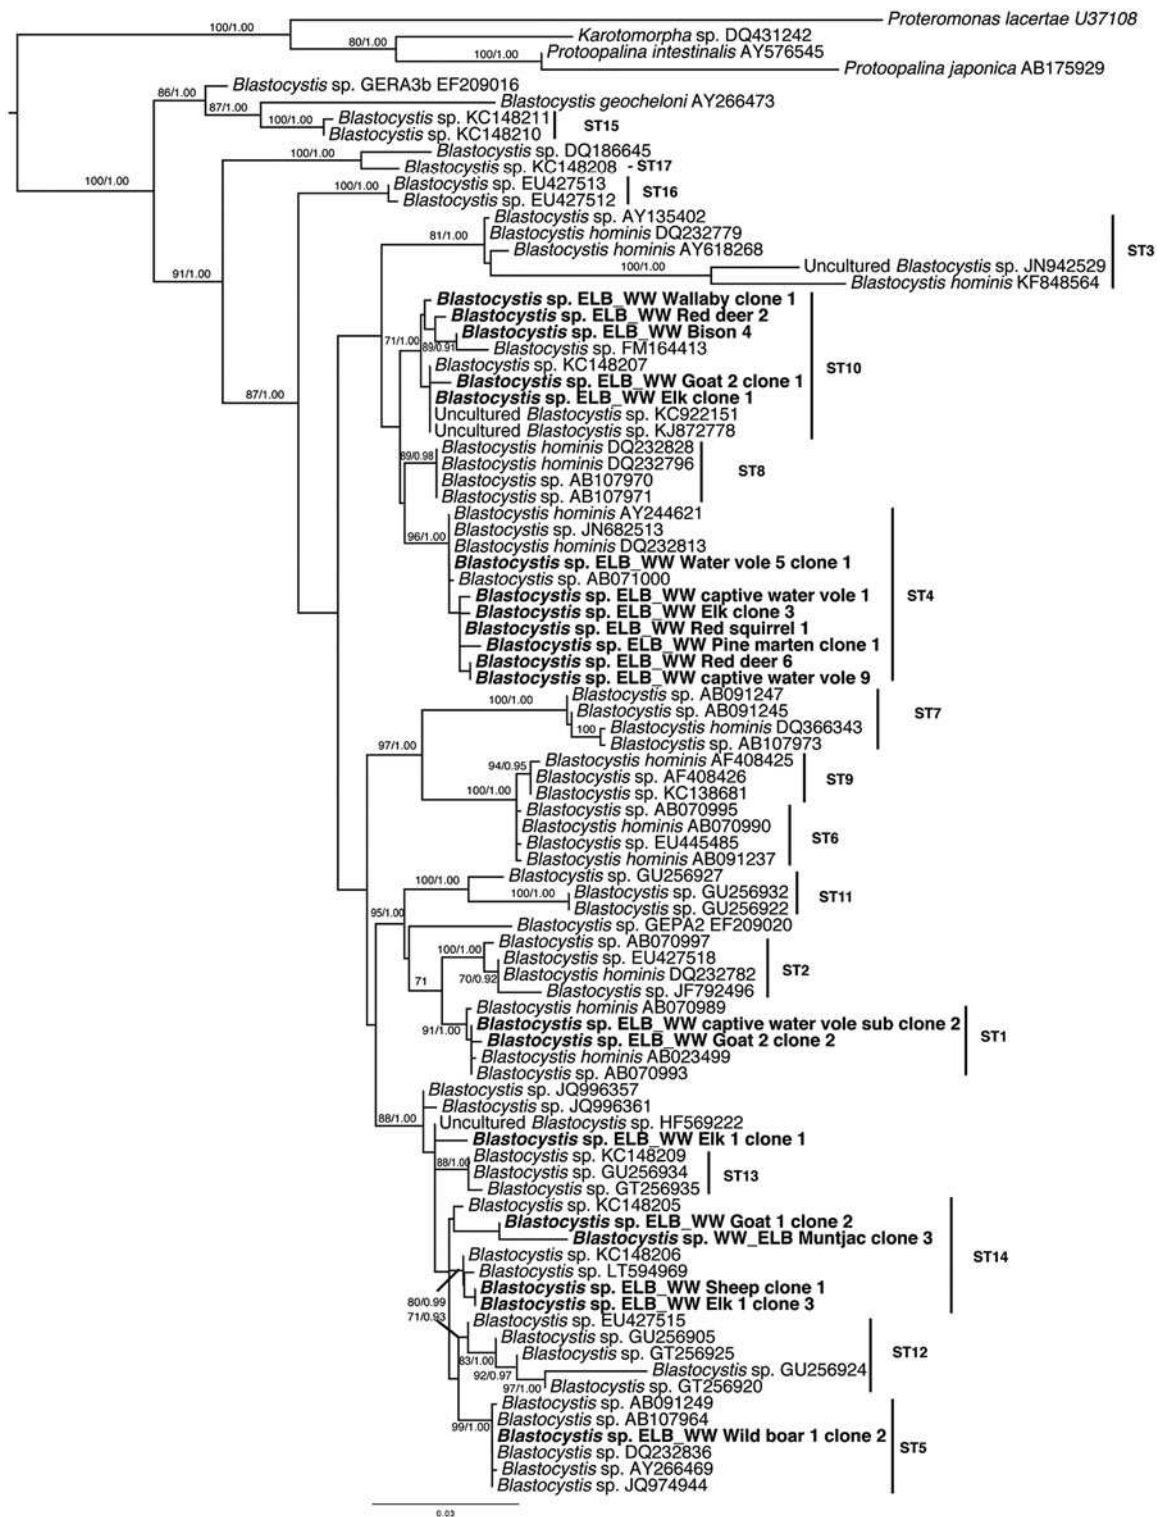 Proteromonas lacertae U37108
100/1.00
Karotomorpha sp. DQ431242
80/1.00
Protoopalina intestinalis AY576545
100/1.00
Protoopalina japonica AB175929
Blastocystis sp. GERA3b EF209016
86/1.00
Blastocystis geocheloni AY266473
87/1.00
Blastocystis sp. KC148211
100/1.00
ST15
Blastocystis sp. KC148210
Blastocystis sp. DQ186645
100/1.00
Blastocystis sp. KC148208 - ST17
100/1.00
Blastocystis sp. EU427513
100/1.00
ST16
Blastocystis sp. EU427512
Blastocystis sp. AY135402
Blastocystis hominis DQ232779
81/1.00
Blastocystis hominis AY618268
ST3
100/1.00
Uncultured Blastocystis sp. JN942529
91/1.00
Blastocystis hominis KF848564
Blastocystis sp. ELB_WW Wallaby clone 1
Blastocystis sp. ELB_WW Red deer 2
Blastocystis sp. ELB_WW Bison 4
71/1.00
89/0.91
Blastocystis sp. FM164413
Blastocystis sp. KC148207
ST10
Blastocystis sp. ELB_WW Goat 2 clone 1
87/1.00
Blastocystis sp. ELB_WW Elk clone 1
Uncultured Blastocystis sp. KC922151
Uncultured Blastocystis sp. KJ872778
Blastocystis hominis DQ232828
89/0.98
Blastocystis hominis DQ232796
ST8
Blastocystis sp. AB107970
Blastocystis sp. AB107971
Blastocystis hominis AY244621
Blastocystis sp. JN682513
96/1.00
Blastocystis hominis DQ232813
Blastocystis sp. ELB_WW Water vole 5 clone 1
Blastocystis sp. AB071000
Blastocystis sp. ELB_WW captive water vole 1
ST4
Blastocystis sp. ELB_WW Elk clone 3
Blastocystis sp. ELB_WW Red squirrel 1
Blastocystis sp. ELB_WW Pine marten clone 1
Blastocystis sp. ELB_WW Red deer 6
Blastocystis sp. ELB_WW captive water vole 9
Blastocystis sp. AB091247
100/1.00
Blastocystis sp. AB091245
ST7
100
Blastocystis hominis DQ366343
Blastocystis sp. AB107973
97/1.00
Blastocystis hominis AF408425
94/0.95
Blastocystis sp. AF408426
ST9
100/1.00
Blastocystis sp. KC138681
Blastocystis sp. AB070995
Blastocystis hominis AB070990
ST6
Blastocystis sp. EU445485
Blastocystis hominis AB091237
Blastocystis sp. GU256927
100/1.00
Blastocystis sp. GU256932
100/1.00
ST11
Blastocystis sp. GU256922
95/1.00
Blastocystis sp. GEPA2 EF209020
Blastocystis sp. AB070997
100/1.00
Blastocystis sp. EU427518
ST2
70/0.92
Blastocystis hominis DQ232782
71
Blastocystis sp. JF792496
Blastocystis hominis AB070989
91/1.00
Blastocystis sp. ELB_WW captive water vole sub clone 2
Blastocystis sp. ELB_WW Goat 2 clone 2
ST1
Blastocystis hominis AB023499
Blastocystis sp. AB070993
Blastocystis sp. JQ996357
Blastocystis sp. JQ996361
88/1.00
Uncultured Blastocystis sp. HF569222
Blastocystis sp. ELB_WW Elk 1 clone 1
Blastocystis sp. KC148209
88/1.00
Blastocystis sp. GU256934
ST13
Blastocystis sp. GT256935
Blastocystis sp. KC148205
Blastocystis sp. ELB_WW Goat 1 clone 2
Blastocystis sp. WW_ELB Muntjac clone 3
Blastocystis sp. KC148206
ST14
Blastocystis sp. LT594969
Blastocystis sp. ELB_WW Sheep clone 1
80/0.99
Blastocystis sp. ELB_WW Elk 1 clone 3
71/0.93
Blastocystis sp. EU427515
Blastocystis sp. GU256905
Blastocystis sp. GT256925
ST12
83/1.00
92/0.97
Blastocystis sp. GU256924
97/1.00
Blastocystis sp. GT256920
Blastocystis sp. AB091249
Blastocystis sp. AB107964
99/1.00
Blastocystis sp. ELB_WW Wild boar 1 clone 2
ST5
Blastocystis sp. DQ232836
Blastocystis sp. AY266469
Blastocystis sp. JQ974944
0.03